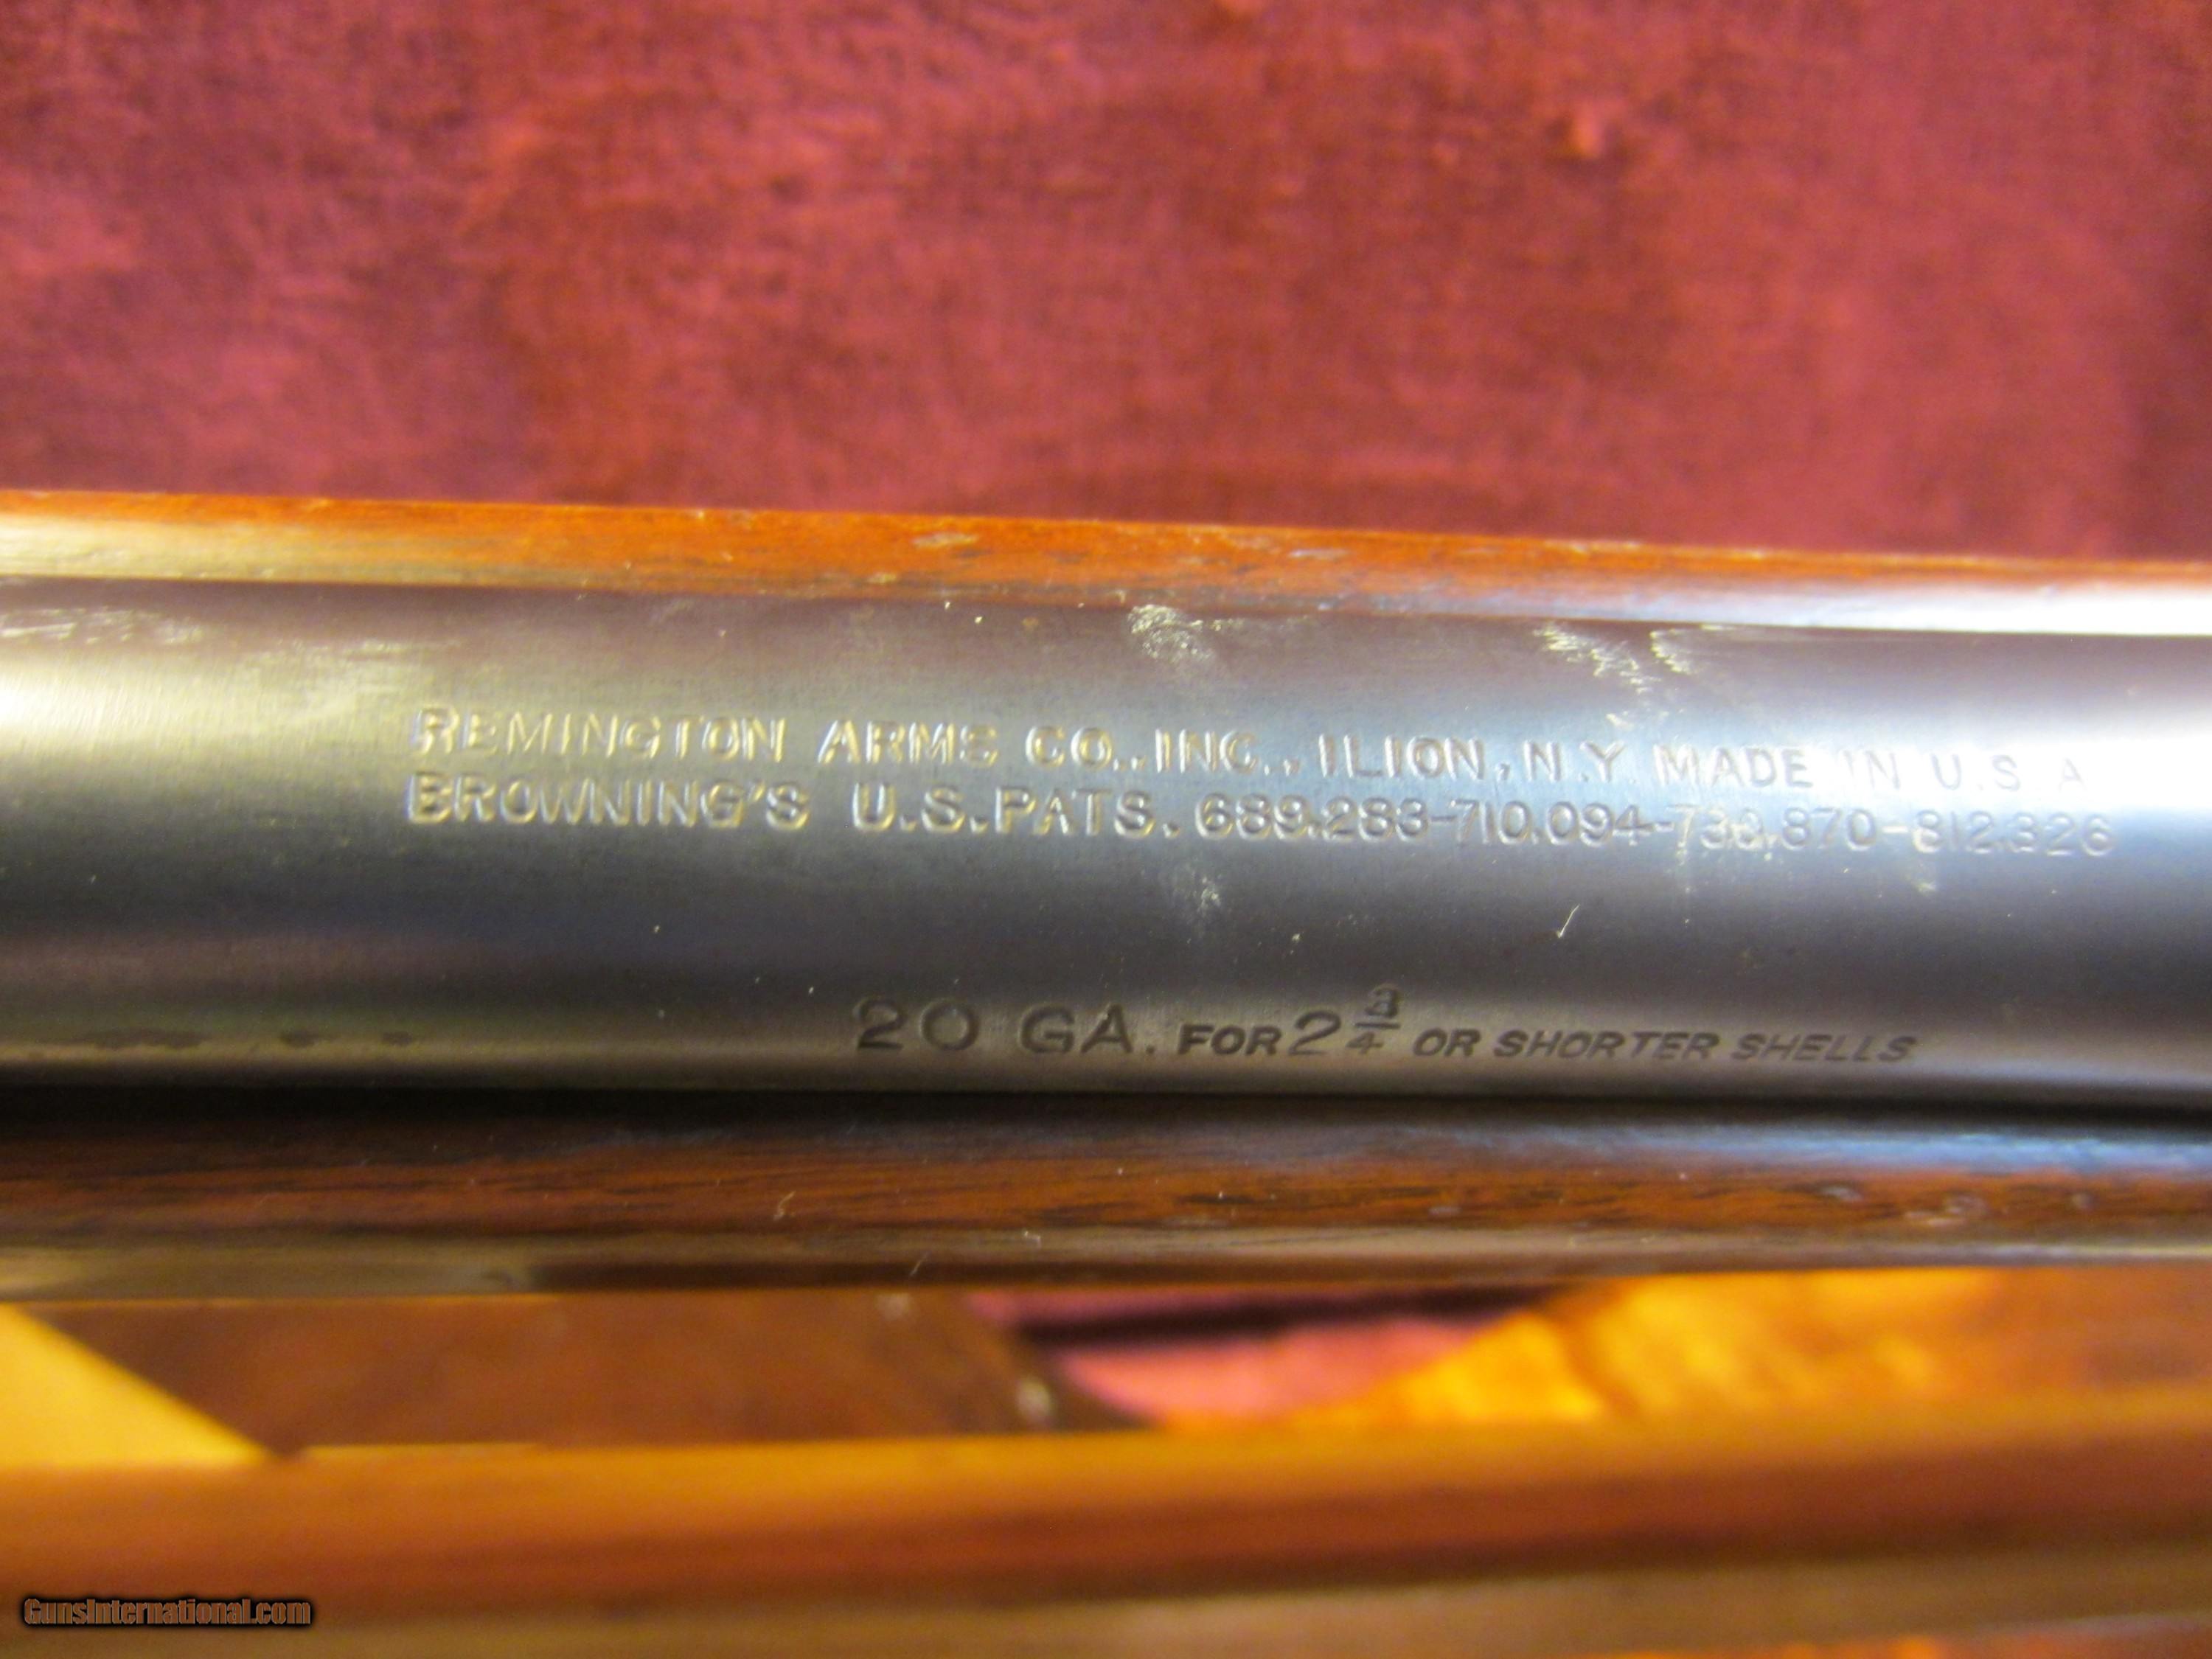 REMINGTON ARMS CO., INC., ILION, N.Y. MADE IN U.S.A
BROWNING'S U.S. PATS. 689,283-710,094-738,870-812,326
20 GA. FOR 2 3/4 OR SHORTER SHELLS
GunsInternational.com